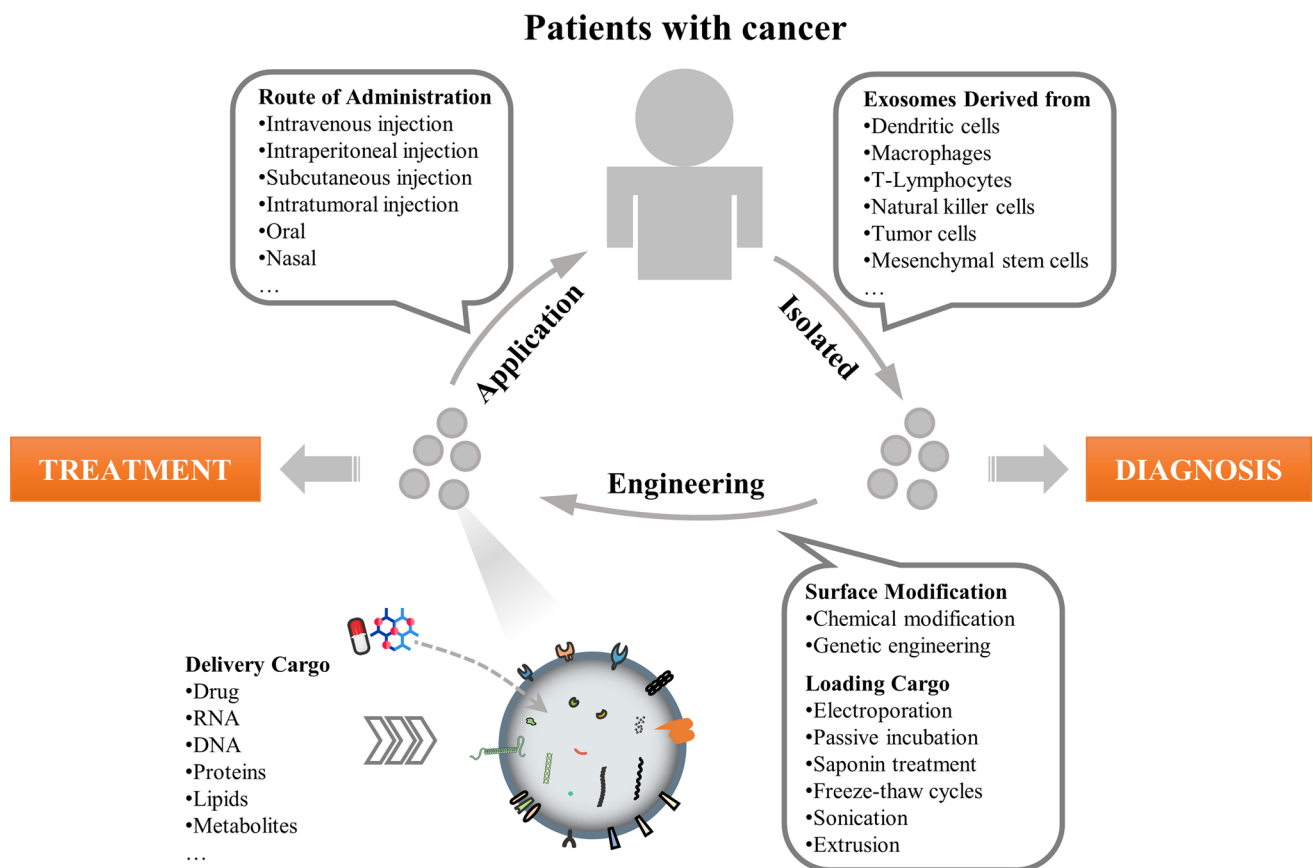 Patients with cancer
Route of Administration
•Intravenous injection
•Intraperitoneal injection
•Subcutaneous injection
•Intratumoral injection
•Oral
•Nasal
…
Exosomes Derived from
•Dendritic cells
•Macrophages
•T-Lymphocytes
•Natural killer cells
•Tumor cells
•Mesenchymal stem cells
…
Application
Isolated
TREATMENT
Engineering
DIAGNOSIS
Surface Modification
•Chemical modification
•Genetic engineering
Loading Cargo
•Electroporation
•Passive incubation
•Saponin treatment
•Freeze-thaw cycles
•Sonication
•Extrusion
Delivery Cargo
•Drug
•RNA
•DNA
•Proteins
•Lipids
•Metabolites
…